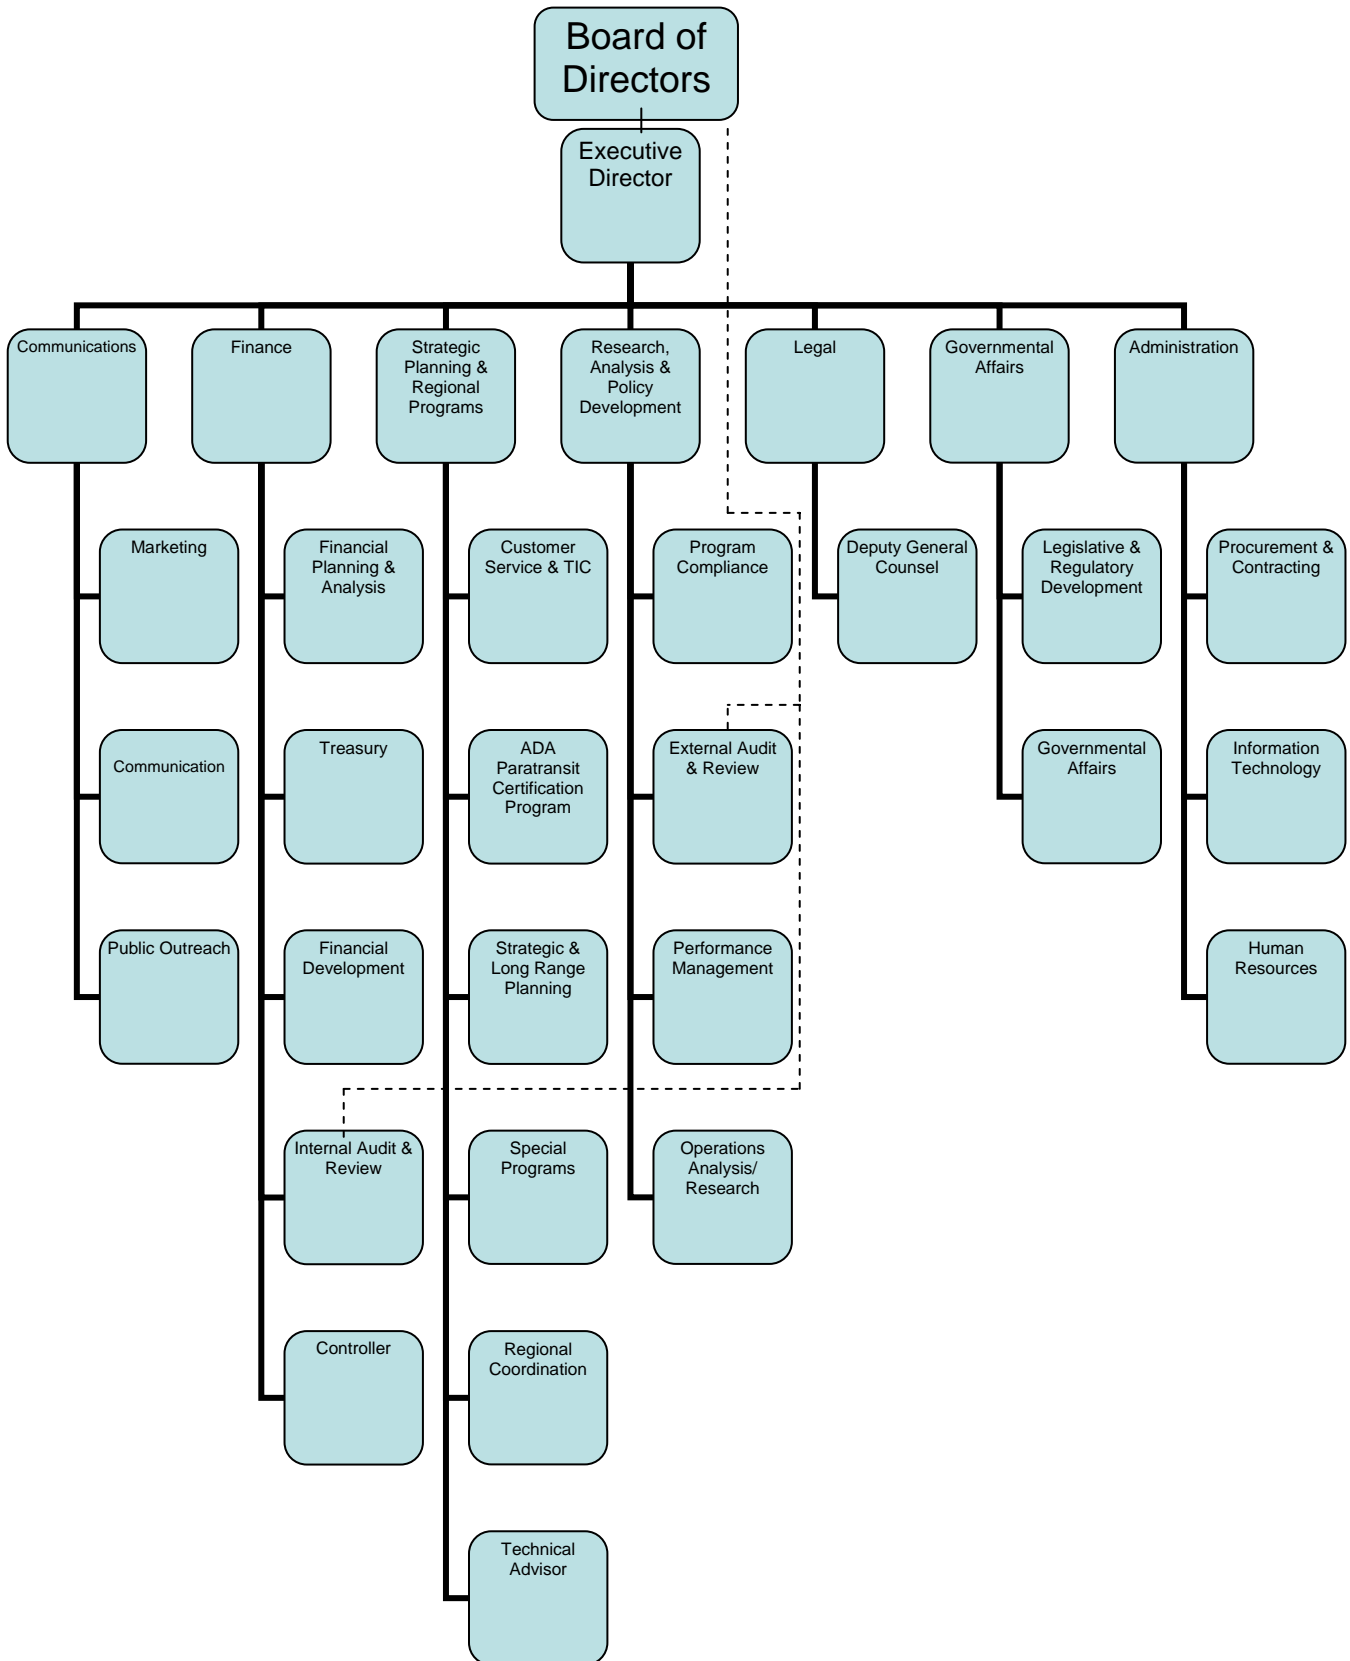 Board of
Directors
Executive
Director
Communications
Finance
Strategic
Planning &
Regional
Programs
Research,
Analysis &
Policy
Development
Legal
Governmental
Affairs
Administration
Marketing
Financial
Planning &
Analysis
Customer
Service & TIC
Program
Compliance
Deputy General
Counsel
Legislative &
Regulatory
Development
Procurement &
Contracting
Communication
Treasury
ADA
Paratransit
Certification
Program
External Audit
& Review
Governmental
Affairs
Information
Technology
Public Outreach
Financial
Development
Strategic &
Long Range
Planning
Performance
Management
Human
Resources
Internal Audit &
Review
Special
Programs
Operations
Analysis/
Research
Controller
Regional
Coordination
Technical
Advisor